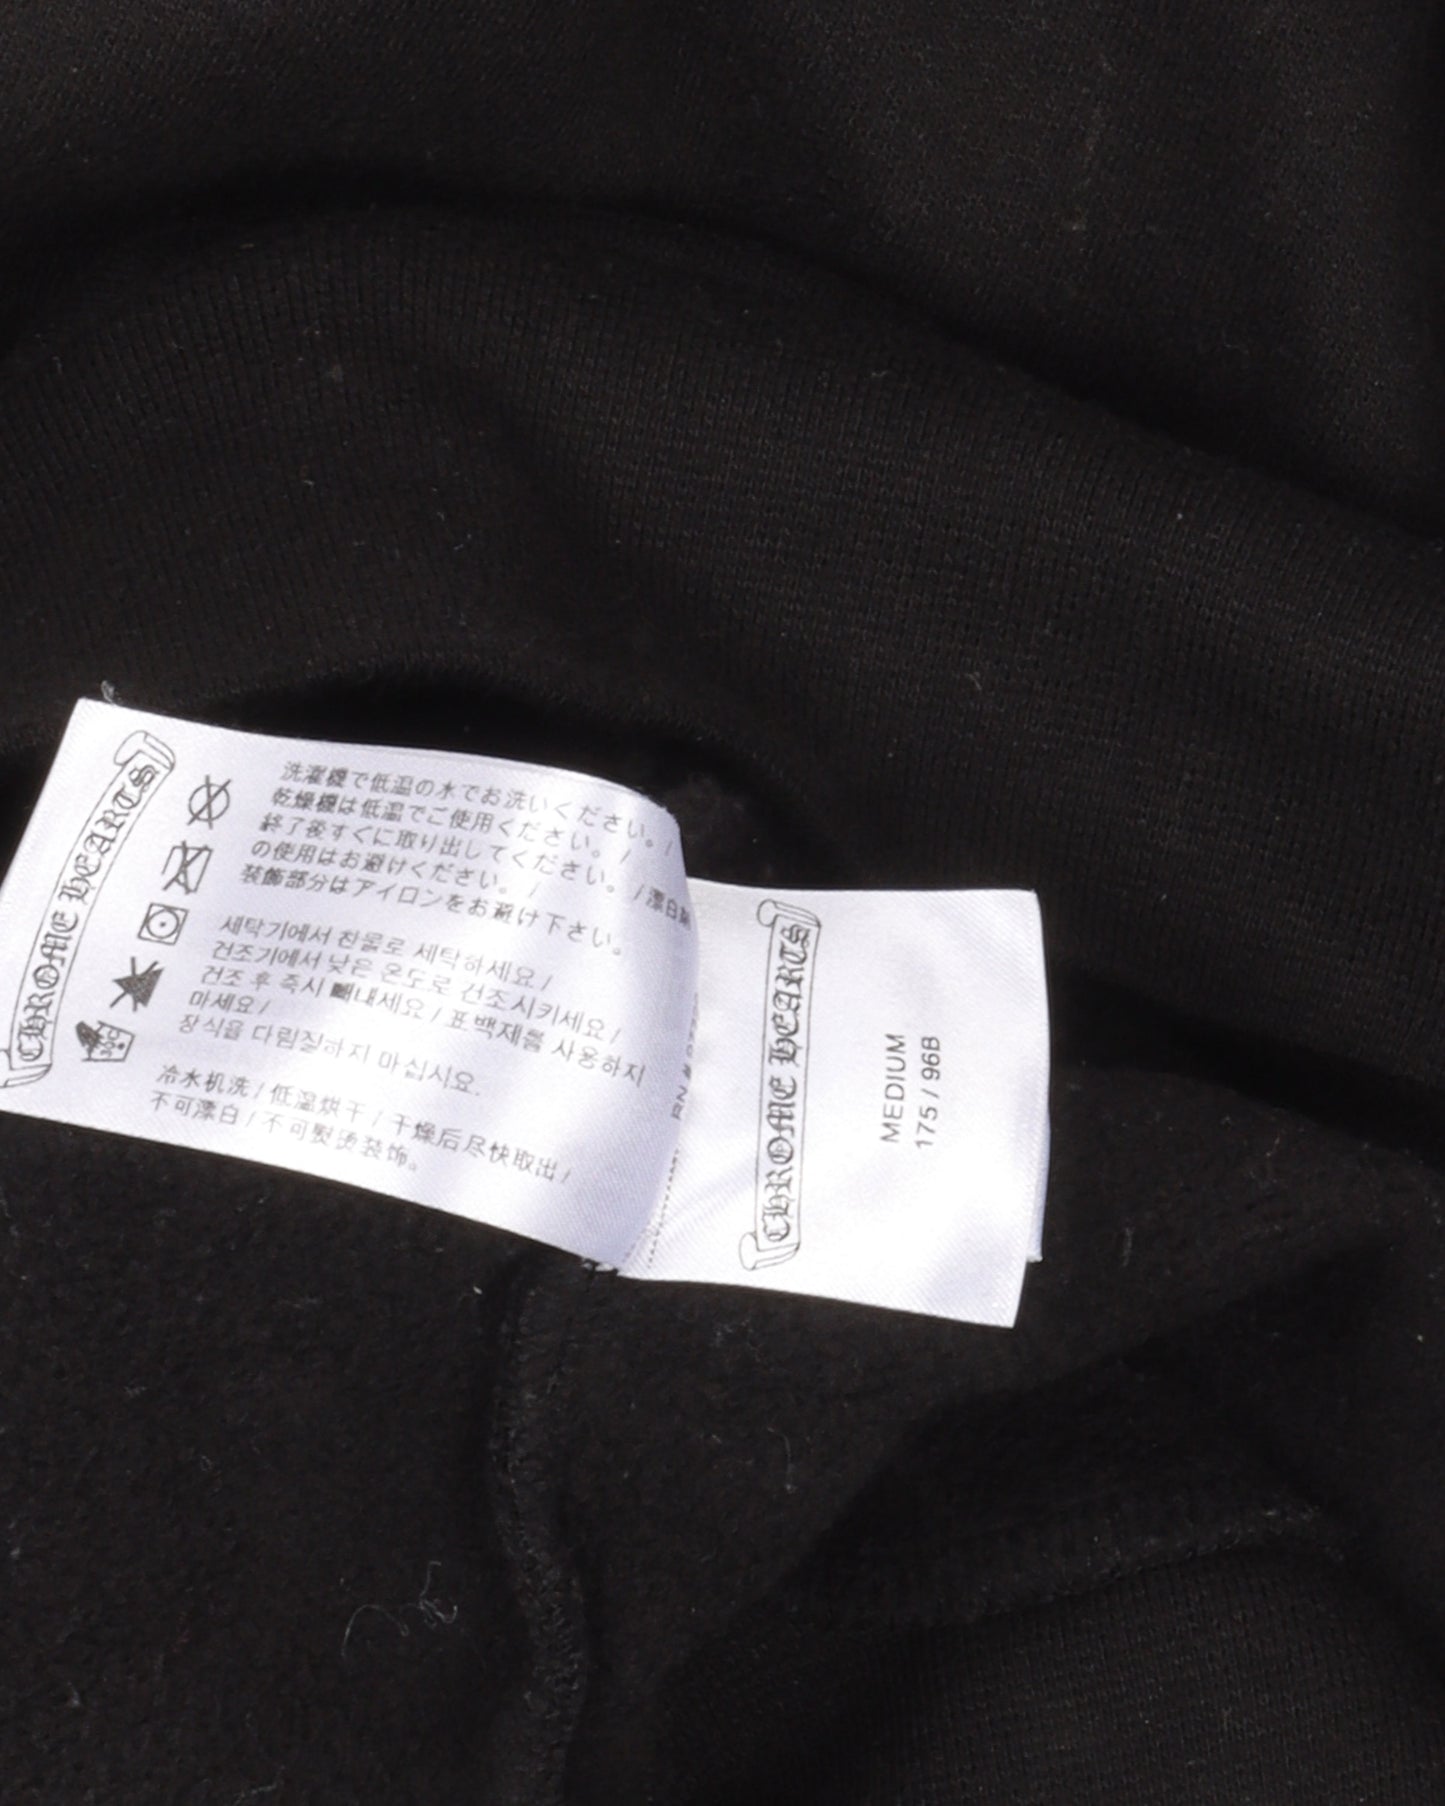 CHROME HEARTS
洗濯機で低温の水でお洗いください。/
乾燥機は低温でご使用ください。/
終了後すぐに取り出してください。/漂白剤
の使用はお避けください。/
装飾部分はアイロンをお避け下さい。
세탁기에서 찬물로 세탁하세요/
건조기에서 낮은 온도로 건조시키세요/
건조 후 즉시 빼내세요/표백제를 사용하지
마세요/
장식을 다림질하지 마십시요.
冷水机洗/低温烘干/干燥后尽快取出/
不可漂白/不可熨烫装饰。
30C
RN #
CHROME HEARTS
MEDIUM
175/96B